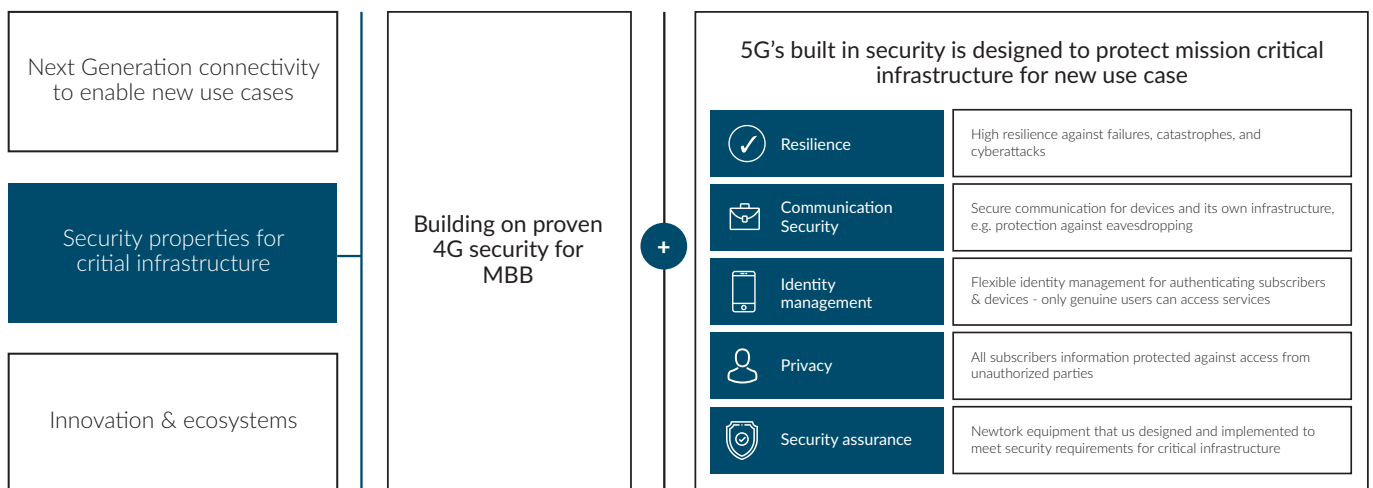 Next Generation connectivity
to enable new use cases
Security properties for
critial infrastructure
Innovation & ecosystems
Building on proven
4G security for
MBB
+
5G's built in security is designed to protect mission critical
infrastructure for new use case
Resilience
High resilience against failures, catastrophes, and
cyberattacks
Communication
Security
Secure communication for devices and its own infrastructure,
e.g. protection against eavesdropping
Identity
management
Flexible identity management for authenticating subscribers
& devices - only genuine users can access services
Privacy
All subscribers information protected against access from
unauthorized parties
Security assurance
Newtork equipment that us designed and implemented to
meet security requirements for critical infrastructure